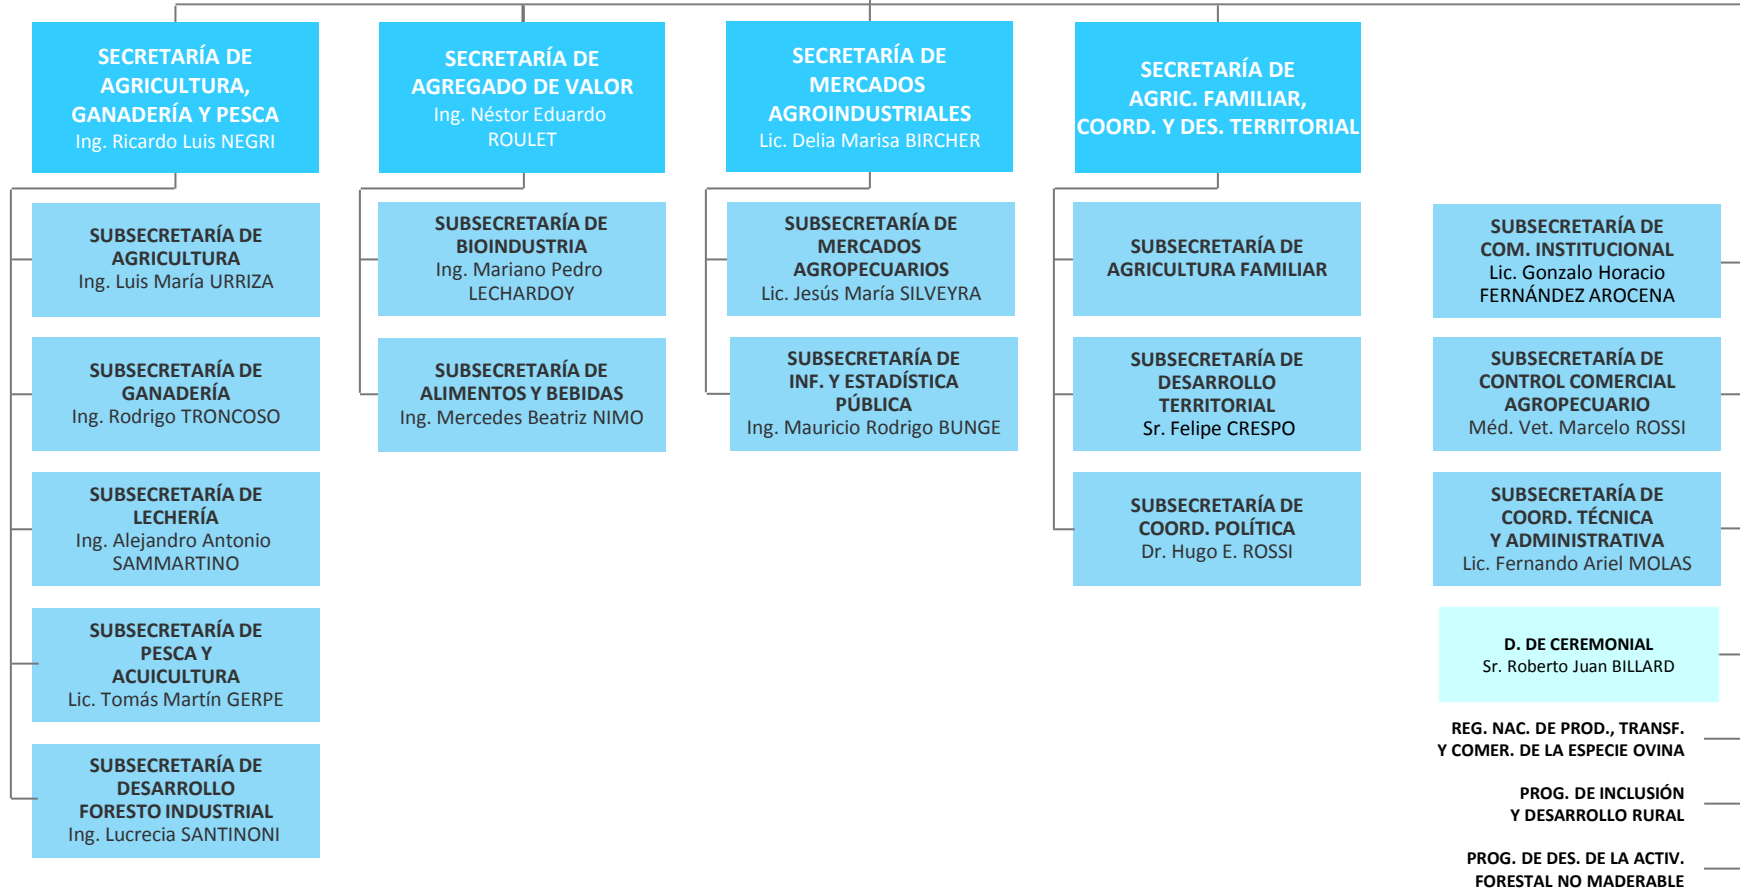 SECRETARÍA DE
AGRICULTURA,
GANADERÍA Y PESCA
Ing. Ricardo Luis NEGRI
SUBSECRETARÍA DE
AGRICULTURA
Ing. Luis María URRIZA
SUBSECRETARÍA DE
GANADERÍA
Ing. Rodrigo TRONCOSO
SUBSECRETARÍA DE
LECHERÍA
Ing. Alejandro Antonio
SAMMARTINO
SUBSECRETARÍA DE
PESCA Y
ACUICULTURA
Lic. Tomás Martín GERPE
SUBSECRETARÍA DE
DESARROLLO
FORESTO INDUSTRIAL
Ing. Lucrecia SANTINONI
SECRETARÍA DE
AGREGADO DE VALOR
Ing. Néstor Eduardo
ROULET
SUBSECRETARÍA DE
BIOINDUSTRIA
Ing. Mariano Pedro
LECHARDOY
SUBSECRETARÍA DE
ALIMENTOS Y BEBIDAS
Ing. Mercedes Beatriz NIMO
SECRETARÍA DE
MERCADOS
AGROINDUSTRIALES
Lic. Delia Marisa BIRCHER
SUBSECRETARÍA DE
MERCADOS
AGROPECUARIOS
Lic. Jesús María SILVEYRA
SUBSECRETARÍA DE
INF. Y ESTADÍSTICA
PÚBLICA
Ing. Mauricio Rodrigo BUNGE
SECRETARÍA DE
AGRIC. FAMILIAR,
COORD. Y DES. TERRITORIAL
SUBSECRETARÍA DE
AGRICULTURA FAMILIAR
SUBSECRETARÍA DE
DESARROLLO
TERRITORIAL
Sr. Felipe CRESPO
SUBSECRETARÍA DE
COORD. POLÍTICA
Dr. Hugo E. ROSSI
SUBSECRETARÍA DE
COM. INSTITUCIONAL
Lic. Gonzalo Horacio
FERNÁNDEZ AROCENA
SUBSECRETARÍA DE
CONTROL COMERCIAL
AGROPECUARIO
Méd. Vet. Marcelo ROSSI
SUBSECRETARÍA DE
COORD. TÉCNICA
Y ADMINISTRATIVA
Lic. Fernando Ariel MOLAS
D. DE CEREMONIAL
Sr. Roberto Juan BILLARD
REG. NAC. DE PROD., TRANSF.
Y COMER. DE LA ESPECIE OVINA
PROG. DE INCLUSIÓN
Y DESARROLLO RURAL
PROG. DE DES. DE LA ACTIV.
FORESTAL NO MADERABLE